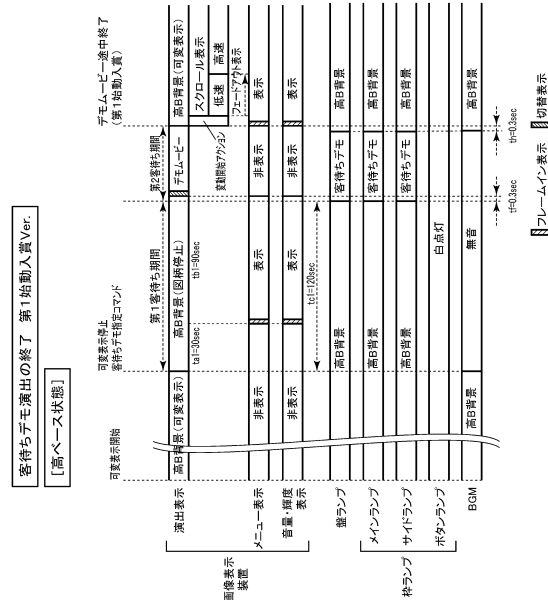 客待ちデモ演出の終了　第1始動入賞Ver.
[高ベース状態]
可変表示開始
可変表示停止
客待ちデモ指定コマンド
デモムービー途中終了
(第1始動入賞)
第1客待ち期間
第2客待ち期間
画像表示
装置
演出表示
高B背景(可変表示)
高B背景(図柄停止)
デモムービー
高B背景(可変表示)
ta1=30sec
tb1=90sec
スクロール表示
低速
高速
変動開始アクション
フェードアウト表示
メニュー表示
非表示
表示
非表示
表示
音量・輝度
表示
非表示
表示
非表示
表示
tc1=120sec
盤ランプ
高B背景
客待ちデモ
高B背景
枠ランプ
メインランプ
高B背景
客待ちデモ
高B背景
サイドランプ
高B背景
客待ちデモ
高B背景
ボタンランプ
白点灯
BGM
高B背景
無音
高B背景
tf=0.3sec
th=0.3sec
フレームイン表示
切替表示